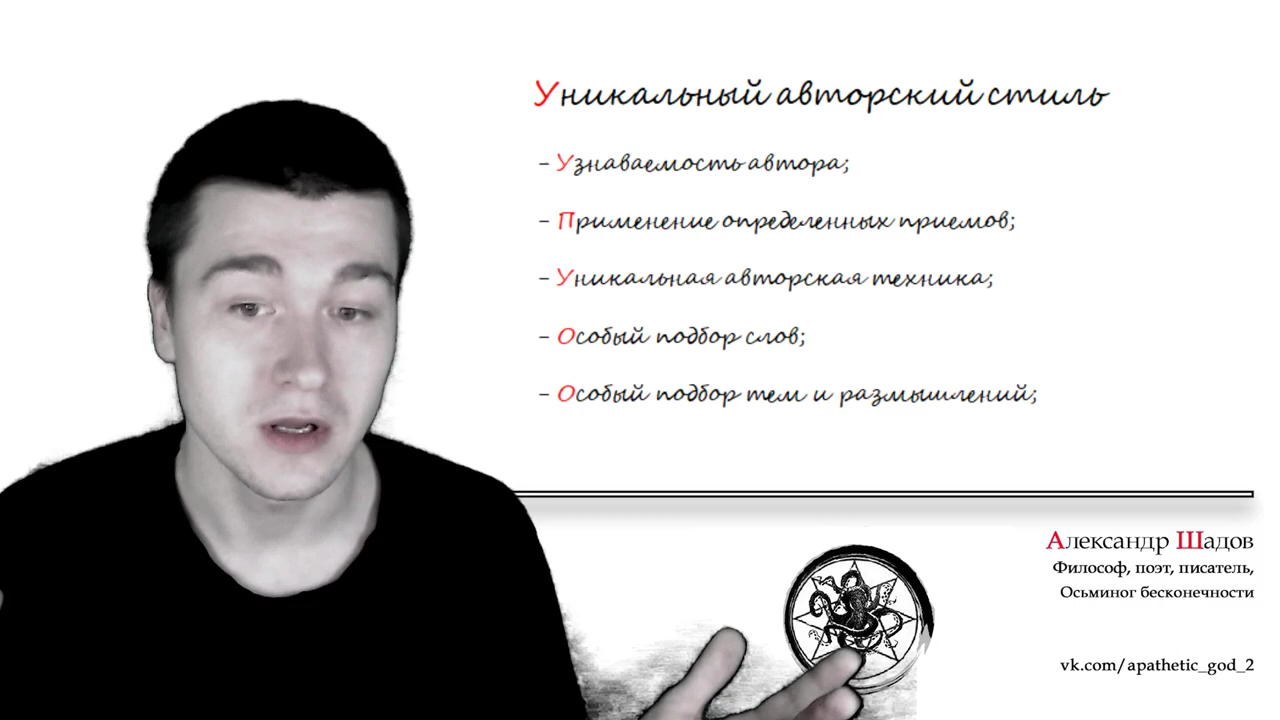 Уникальный авторский стиль
- Узнаваемость автора;
- Применение определенных приемов;
- Уникальная авторская техника;
- Особый подбор слов;
- Особый подбор тем и размышлений;
Александр Шадов
Философ, поэт, писатель,
Осьминог бесконечности
vk.com/apathetic_god_2